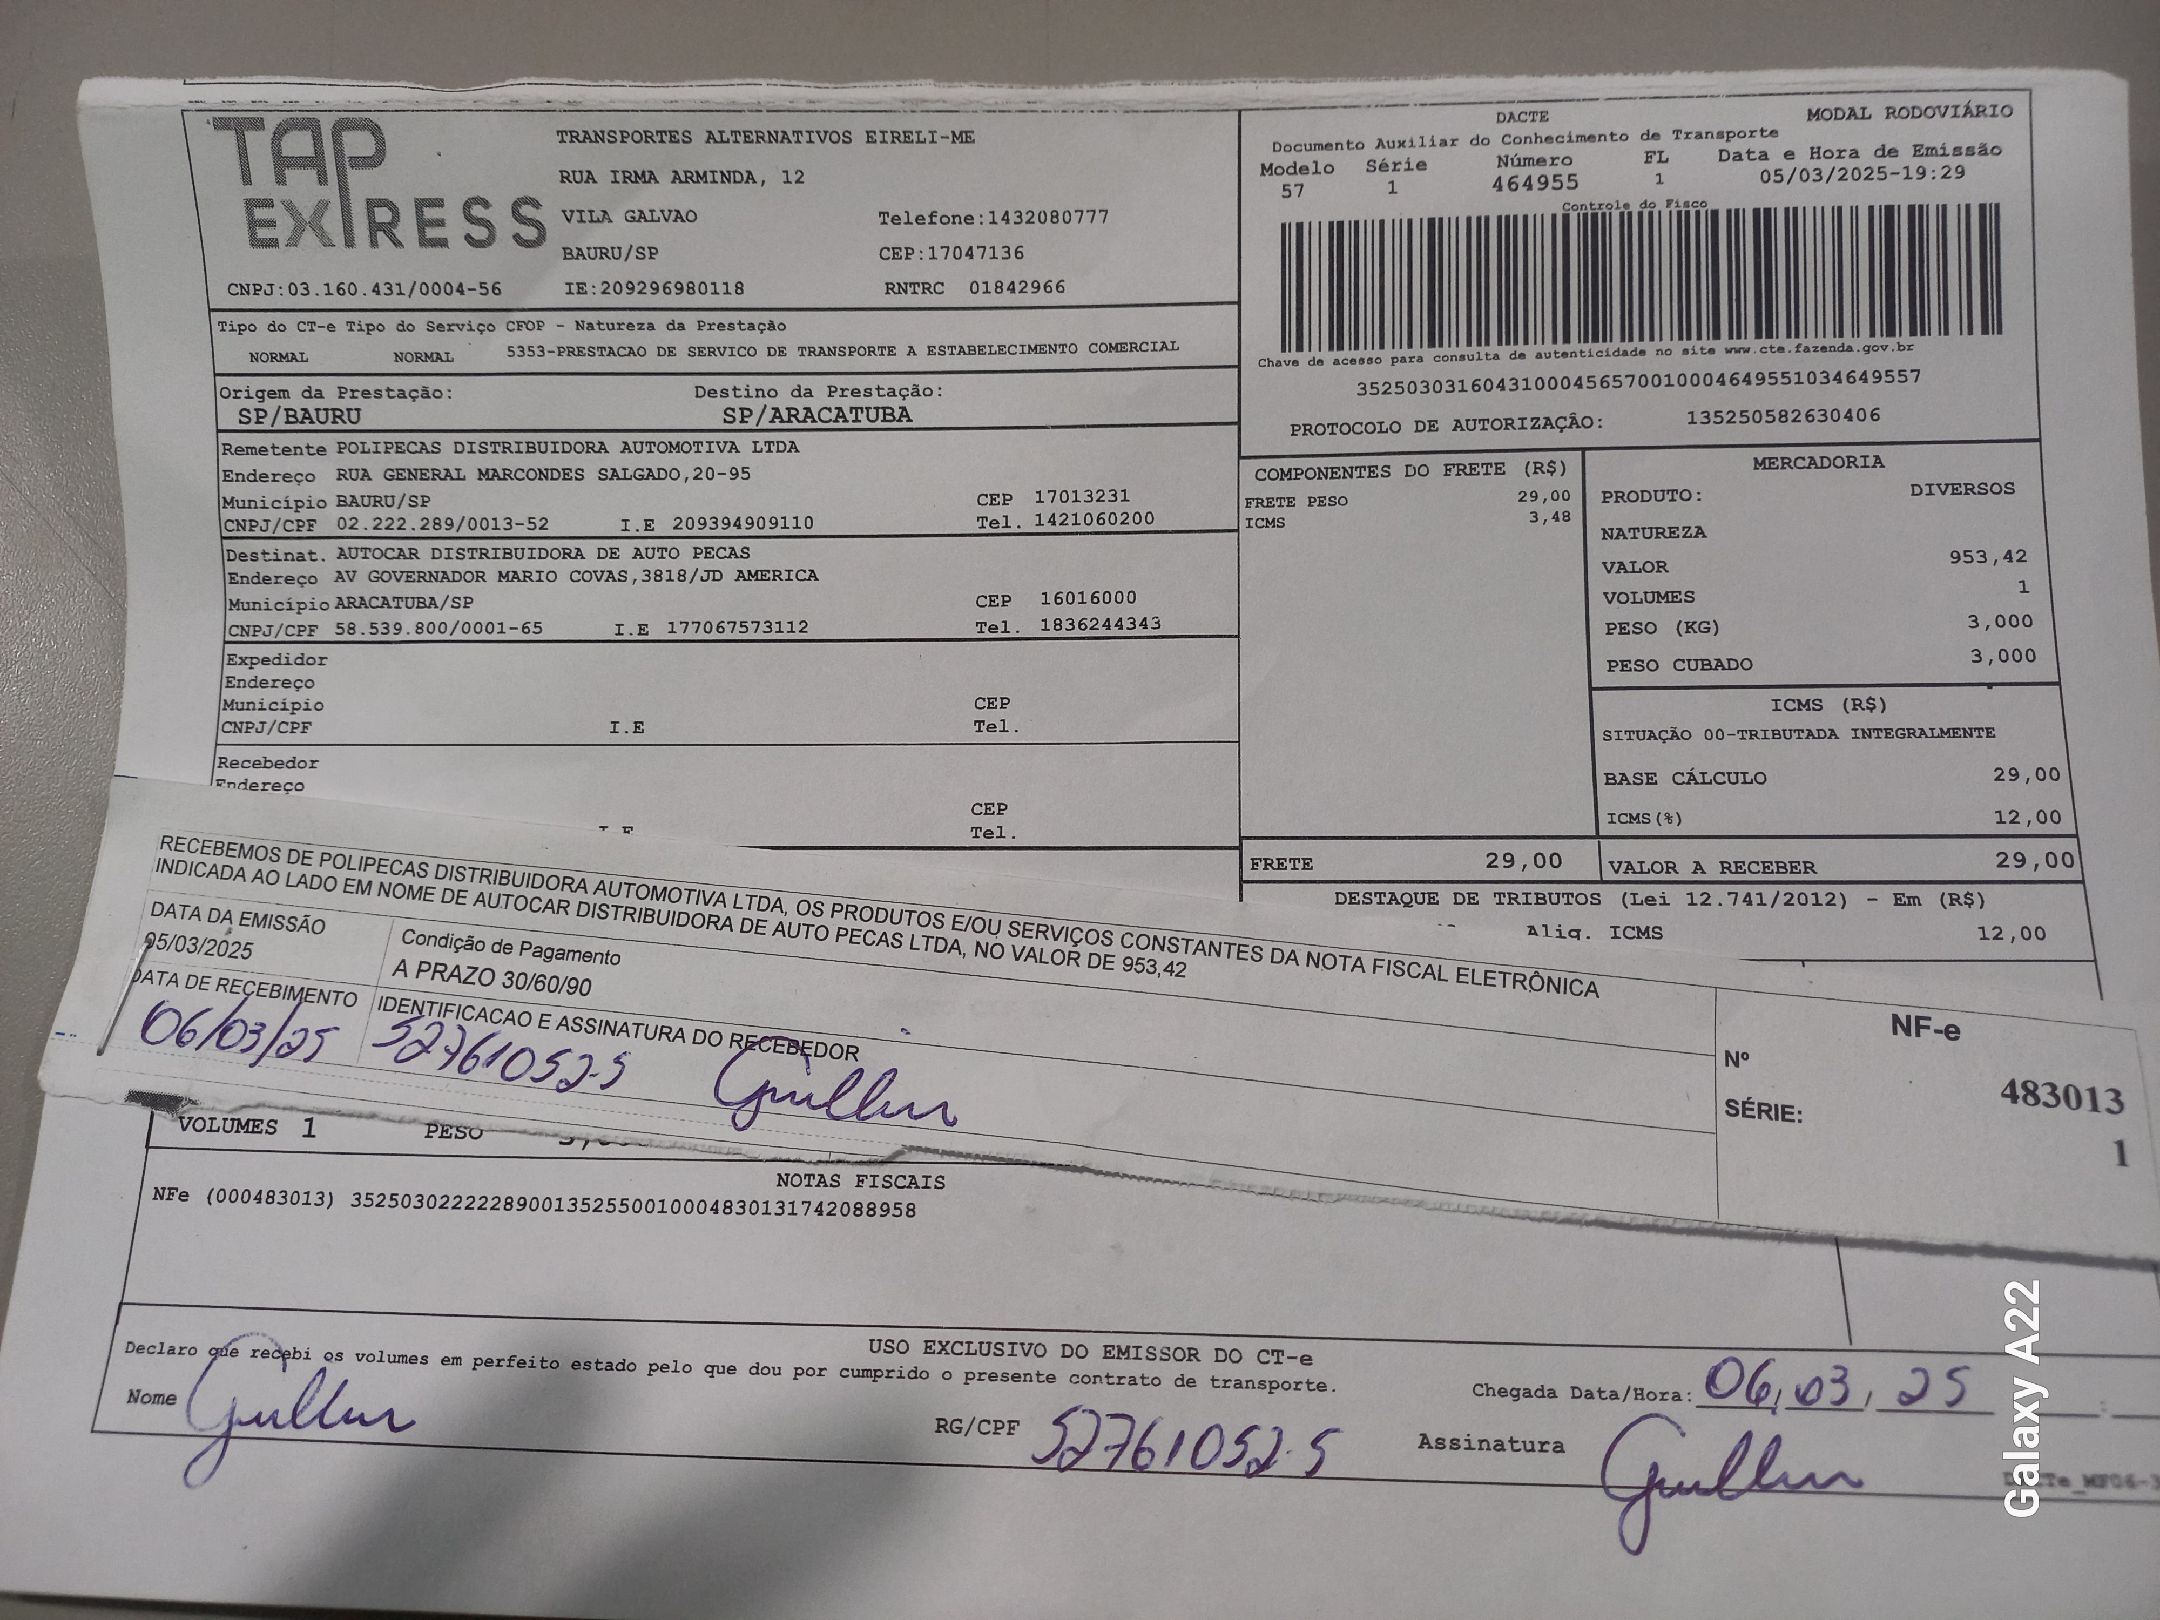 TAP EXPRESS
TRANSPORTES ALTERNATIVOS EIRELI-ME
RUA IRMA ARMINDA, 12
VILA GALVAO Telefone:1432080777
BAURU/SP CEP:17047136
CNPJ:03.160.431/0004-56 IE:209296980118 RNTRC 01842966
DACTE MODAL RODOVIÁRIO
Documento Auxiliar do Conhecimento de Transporte
Modelo Série Número FL Data e Hora de Emissão
57 1 464955 1 05/03/2025-19:29
Controle do Fisco
Chave de acesso para consulta de autenticidade no site www.cte.fazenda.gov.br
35250303160431000456570010004649551034649557
PROTOCOLO DE AUTORIZAÇÂO: 135250582630406
Tipo do CT-e Tipo do Serviço CFOP - Natureza da Prestação
NORMAL NORMAL 5353-PRESTACAO DE SERVICO DE TRANSPORTE A ESTABELECIMENTO COMERCIAL
Origem da Prestação: Destino da Prestação:
SP/BAURU SP/ARACATUBA
Remetente POLIPECAS DISTRIBUIDORA AUTOMOTIVA LTDA
Endereço RUA GENERAL MARCONDES SALGADO,20-95
Município BAURU/SP CEP 17013231
CNPJ/CPF 02.222.289/0013-52 I.E 209394909110 Tel. 1421060200
Destinat. AUTOCAR DISTRIBUIDORA DE AUTO PECAS
Endereço AV GOVERNADOR MARIO COVAS,3818/JD AMERICA
Município ARACATUBA/SP CEP 16016000
CNPJ/CPF 58.539.800/0001-65 I.E 177067573112 Tel. 1836244343
Expedidor
Endereço
Município CEP
CNPJ/CPF I.E Tel.
Recebedor
Endereço
CEP
I.E Tel.
COMPONENTES DO FRETE (R$)
FRETE PESO 29,00
ICMS 3,48
MERCADORIA
PRODUTO: DIVERSOS
NATUREZA
VALOR 953,42
VOLUMES 1
PESO (KG) 3,000
PESO CUBADO 3,000
ICMS (R$)
SITUAÇÃO 00-TRIBUTADA INTEGRALMENTE
BASE CÁLCULO 29,00
ICMS(%) 12,00
FRETE 29,00 VALOR A RECEBER 29,00
DESTAQUE DE TRIBUTOS (Lei 12.741/2012) - Em (R$)
Aliq. ICMS 12,00
RECEBEMOS DE POLIPECAS DISTRIBUIDORA AUTOMOTIVA LTDA, OS PRODUTOS E/OU SERVIÇOS CONSTANTES DA NOTA FISCAL ELETRÔNICA
INDICADA AO LADO EM NOME DE AUTOCAR DISTRIBUIDORA DE AUTO PECAS LTDA, NO VALOR DE 953,42
DATA DA EMISSÃO Condição de Pagamento
05/03/2025 A PRAZO 30/60/90
DATA DE RECEBIMENTO IDENTIFICACAO E ASSINATURA DO RECEBEDOR
06/03/25 52761052-5
NF-e
Nº 483013
SÉRIE: 1
VOLUMES 1 PESO
NOTAS FISCAIS
NFe (000483013) 35250302222289001352550010004830131742088958
USO EXCLUSIVO DO EMISSOR DO CT-e
Declaro que recebi os volumes em perfeito estado pelo que dou por cumprido o presente contrato de transporte.
Nome RG/CPF 52761052-5
Chegada Data/Hora: 06/03/25
Assinatura
Galaxy A22